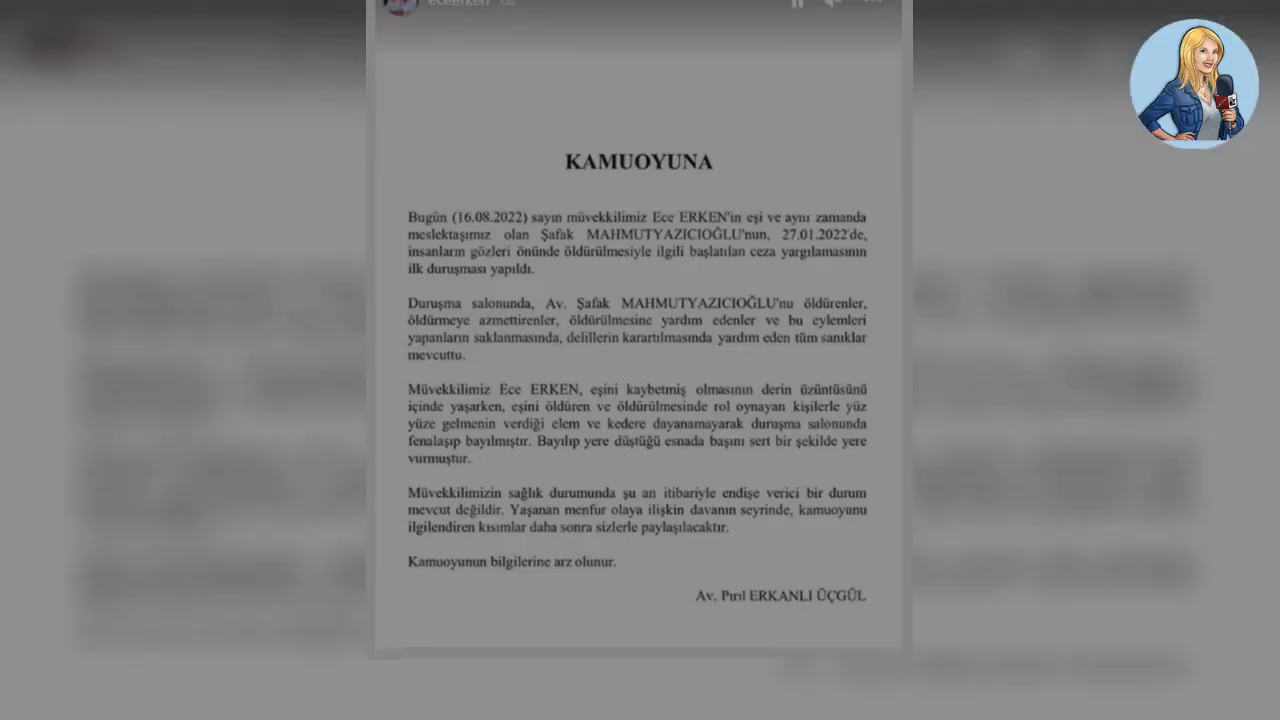 eceerken 6s
KAMUOYUNA
Bugün (16.08.2022) sayın müvekkilimiz Ece ERKEN'in eşi ve aynı zamanda
meslektaşımız olan Şafak MAHMUTYAZICIOĞLU'nun, 27.01.2022'de,
insanların gözleri önünde öldürülmesiyle ilgili başlatılan ceza yargılamasının
ilk duruşması yapıldı.
Duruşma salonunda, Av. Şafak MAHMUTYAZICIOĞLU'nu öldürenler,
öldürmeye azmettirenler, öldürülmesine yardım edenler ve bu eylemleri
yapanların saklanmasında, delillerin karartılmasında yardım eden tüm sanıklar
mevcuttu.
Müvekkilimiz Ece ERKEN, eşini kaybetmiş olmasının derin üzüntüsünü
içinde yaşarken, eşini öldüren ve öldürülmesinde rol oynayan kişilerle yüz
yüze gelmenin verdiği elem ve kedere dayanamayarak duruşma salonunda
fenalaşıp bayılmıştır. Bayılıp yere düştüğü esnada başını sert bir şekilde yere
vurmuştur.
Müvekkilimizin sağlık durumunda şu an itibariyle endişe verici bir durum
mevcut değildir. Yaşanan menfur olaya ilişkin davanın seyrinde, kamuoyunu
ilgilendiren kısımlar daha sonra sizlerle paylaşılacaktır.
Kamuoyunun bilgilerine arz olunur.
Av. Pırıl ERKANLI ÜÇGÜL